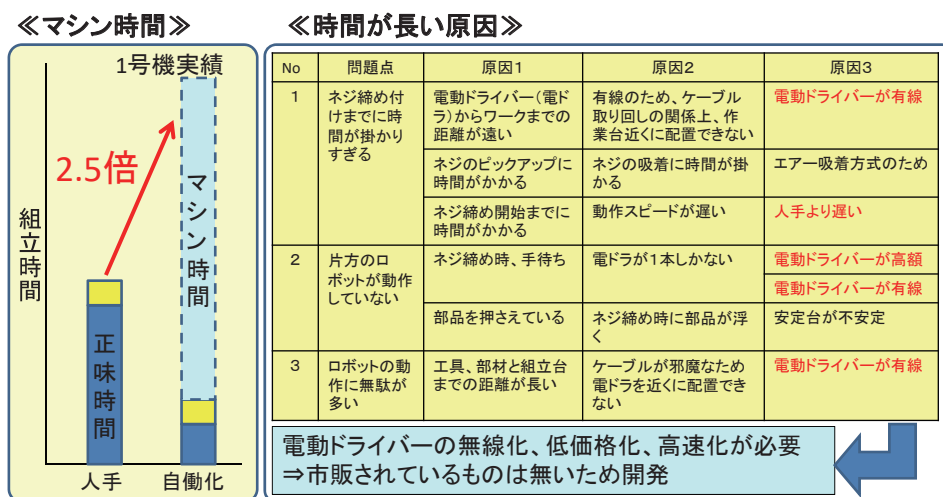 ≪マシン時間≫
1号機実績
2.5倍
マシン時間
組立時間
正味時間
人手
自働化
≪時間が長い原因≫
No 問題点 原因1 原因2 原因3
1
ネジ締め付
けまでに時
間が掛かり
すぎる
電動ドライバー(電ド
ラ)からワークまでの
距離が遠い
有線のため、ケーブル
取り回しの関係上、作
業台近くに配置できない
電動ドライバーが有線
ネジのピックアップに
時間がかかる
ネジの吸着に時間が掛
かる
エアー吸着方式のため
ネジ締め開始までに
時間がかかる
動作スピードが遅い
人手より遅い
2
片方のロ
ボットが動作
していない
ネジ締め時、手待ち
電ドラが1本しかない
電動ドライバーが高額
電動ドライバーが有線
部品を押さえている
ネジ締め時に部品が浮
く
安定台が不安定
3
ロボットの動
作に無駄が
多い
工具、部材と組立台
までの距離が長い
ケーブルが邪魔なため
電ドラを近くに配置でき
ない
電動ドライバーが有線
電動ドライバーの無線化、低価格化、高速化が必要
⇒市販されているものは無いため開発